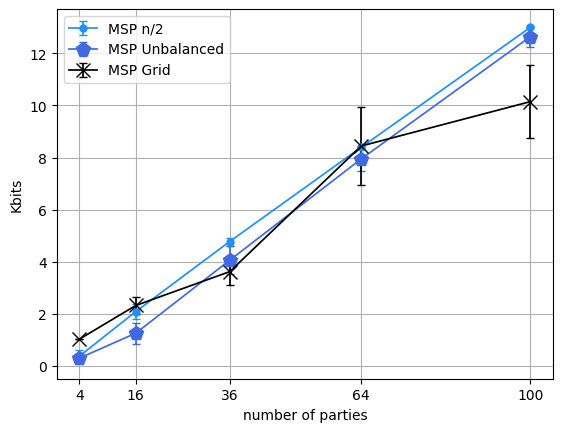 MSP n/2
MSP Unbalanced
MSP Grid
Kbits
12
10
8
6
4
2
0
4 16 36 64 100
number of parties